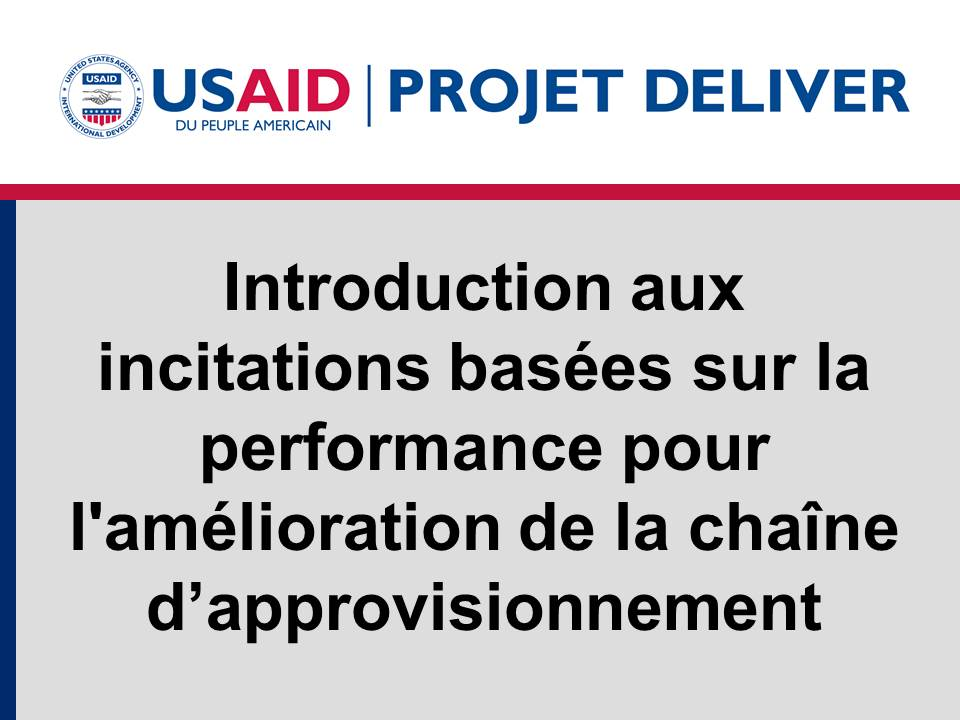 UNITED STATES AGENCY
USAID
INTERNATIONAL DEVELOPMENT
USAID | PROJET DELIVER
DU PEUPLE AMERICAIN
Introduction aux
incitations basées sur la
performance pour
l'amélioration de la chaîne
d’approvisionnement